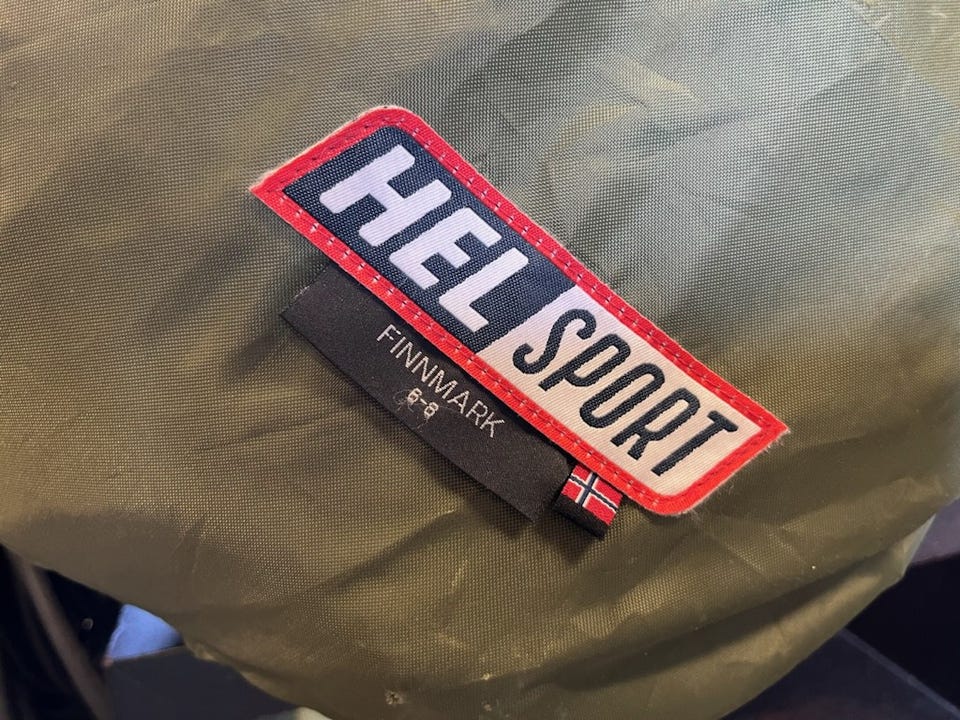 HEL SPORT
FINNMARK
6-8